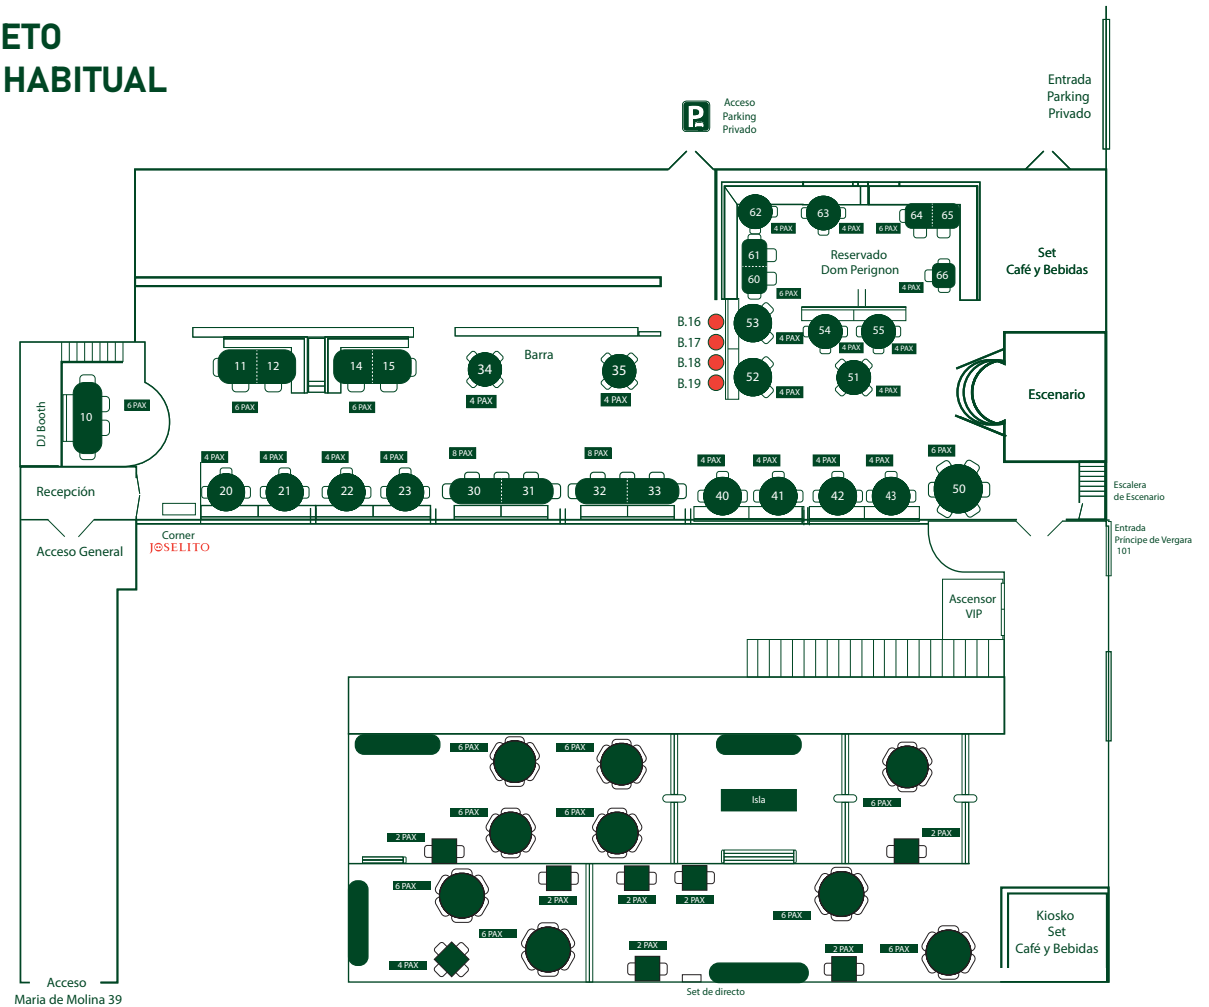 ETO
HABITUAL
Acceso
Parking
Privado
P
Entrada
Parking
Privado
62
4 PAX
63
4 PAX
6 PAX
64
65
61
60
6 PAX
Reservado
Dom Perignon
66
4 PAX
Set
Café y Bebidas
B.16
B.17
B.18
B.19
53
4 PAX
54
4 PAX
55
4 PAX
52
4 PAX
51
4 PAX
Escenario
Barra
11
12
6 PAX
14
15
6 PAX
34
4 PAX
35
4 PAX
DJ Booth
10
6 PAX
4 PAX
4 PAX
4 PAX
4 PAX
8 PAX
8 PAX
4 PAX
4 PAX
4 PAX
4 PAX
6 PAX
20
21
22
23
30
31
32
33
40
41
42
43
50
Recepción
Escalera
de Escenario
Corner
JOSELITO
Acceso General
Entrada
Príncipe de Vergara
101
Ascensor
VIP
6 PAX
6 PAX
6 PAX
6 PAX
2 PAX
Isla
6 PAX
2 PAX
6 PAX
2 PAX
2 PAX
2 PAX
6 PAX
6 PAX
4 PAX
2 PAX
2 PAX
6 PAX
Kiosko
Set
Café y Bebidas
Set de directo
Acceso
Maria de Molina 39